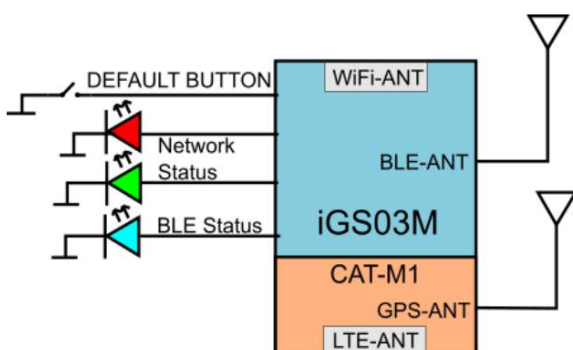 WiFi-ANT
DEFAULT BUTTON
Network
Status
BLE-ANT
BLE Status
iGS03M
CAT-M1
GPS-ANT
LTE-ANT